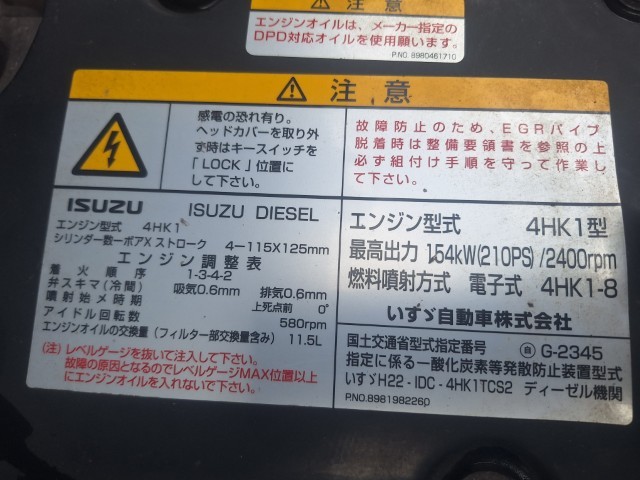 注意
エンジンオイルは、メーカー指定の
DPD対応オイルを使用願います。
P.NO. 8980461710
注意
感電の恐れ有り。
ヘッドカバーを取り外
ず時はキースイッチを
「LOCK」位置に
して下さい。
故障防止のため、EGRパイプ
脱着時は整備要領書を参照の上
必ず組付け手順を守って作業し
て下さい。
ISUZU ISUZU DIESEL
エンジン型式 4HK1
シリンダー数ーボアXストローク 4-115X125mm
エンジン調整表
着火順序 1-3-4-2
弁スキマ(冷間) 吸気0.6mm 排気0.6mm
噴射始メ時期 上死点前 0°
アイドル回転数 580rpm
エンジンオイルの交換量(フィルター部交換量含み) 11.5L
(注)レベルゲージを抜いて注入して下さい。
故障の原因となるのでレベルゲージMAX位置以上
にエンジンオイルを入れないで下さい。
エンジン型式 4HK1型
最高出力 154kW(210PS)/2400rpm
燃料噴射方式 電子式 4HK1-8
いすゞ自動車株式会社
国土交通省型式指定番号 自 G-2345
指定に係る一酸化炭素等発散防止装置型式
いすゞH22-IDC-4HK1TCS2 ディーゼル機関
P.NO.8981982260